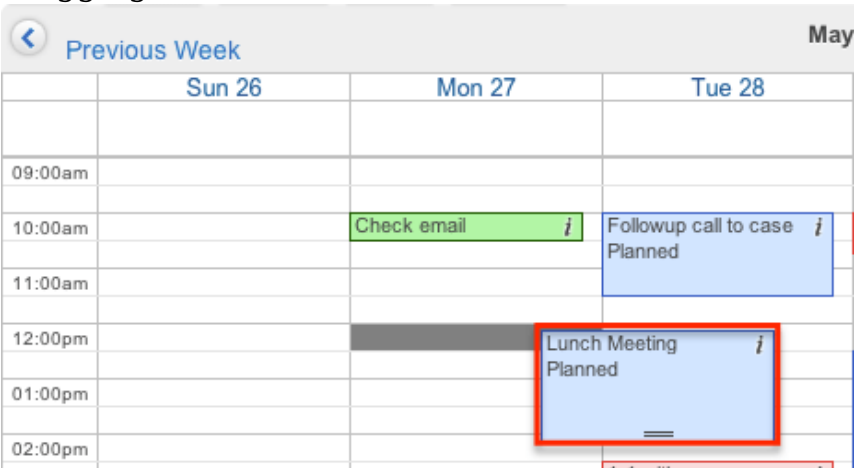 Previous Week
May
Sun 26
Mon 27
Tue 28
09:00am
10:00am
Check email i
Followup call to case i
Planned
11:00am
12:00pm
Lunch Meeting i
Planned
01:00pm
02:00pm